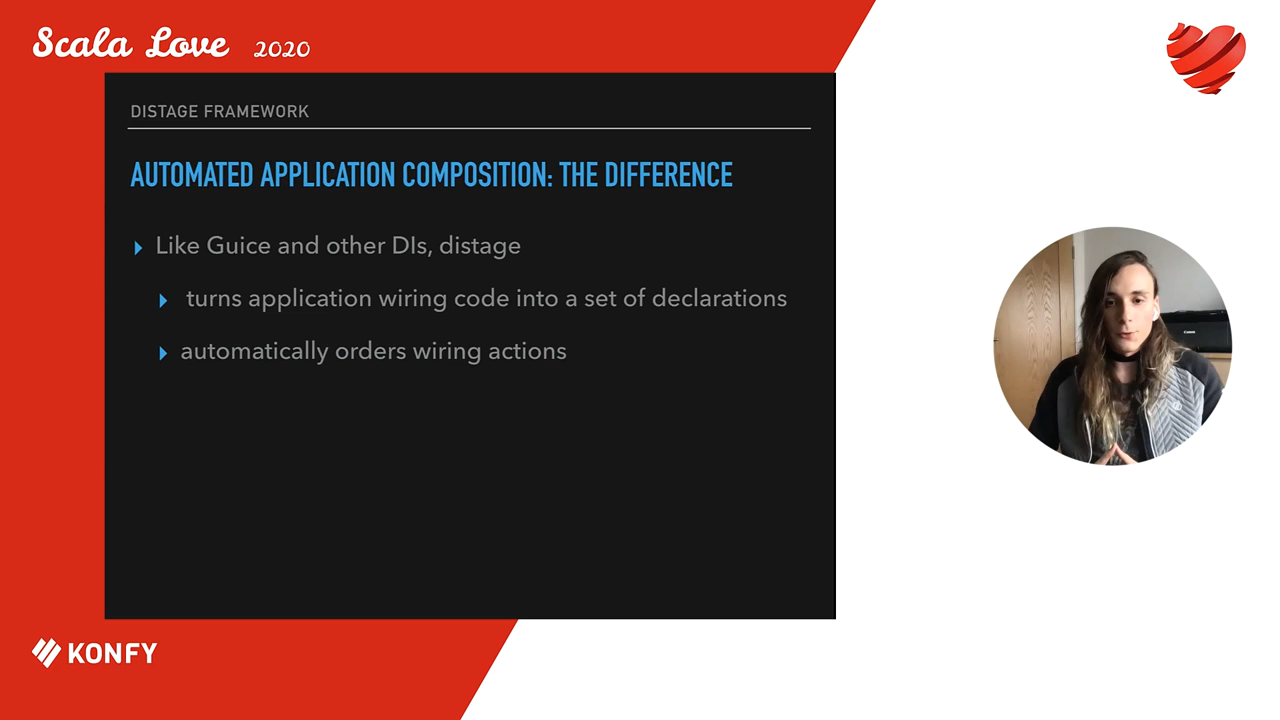 Scala Love 2020
DISTAGE FRAMEWORK
AUTOMATED APPLICATION COMPOSITION: THE DIFFERENCE
Like Guice and other DIs, distage
turns application wiring code into a set of declarations
automatically orders wiring actions
Canon
KONFY